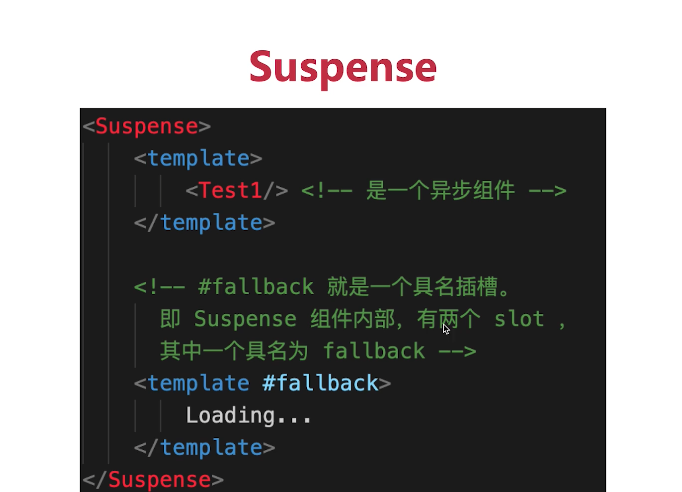 Suspense
<Suspense>
<template>
<Test1/> <!-- 是一个异步组件 -->
</template>
<!-- #fallback 就是一个具名插槽。
即 Suspense 组件内部，有两个 slot ，
其中一个具名为 fallback -->
<template #fallback>
Loading...
</template>
</Suspense>